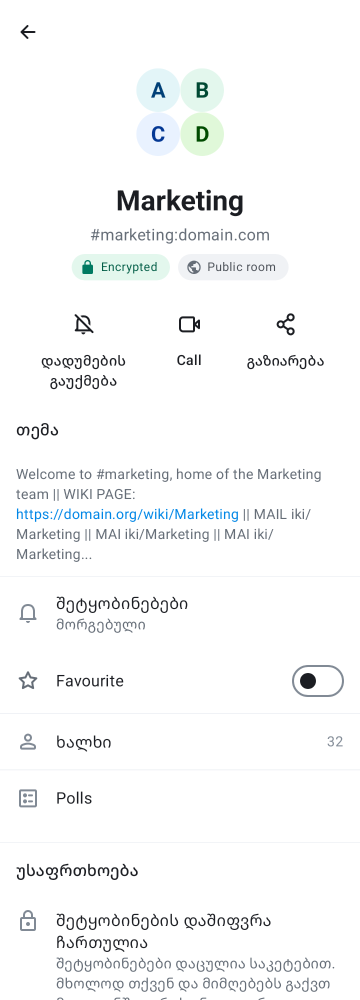 A B
C D
Marketing
#marketing:domain.com
Encrypted Public room
დადუმების გაუქმება Call გაზიარება
თემა
Welcome to #marketing, home of the Marketing
team || WIKI PAGE:
https://domain.org/wiki/Marketing || MAIL iki/
Marketing || MAI iki/Marketing || MAI iki/
Marketing...
შეტყობინებები
მორგებული
Favourite
ხალხი 32
Polls
უსაფრთხოება
შეტყობინების დაშიფვრა
ჩართულია
შეტყობინებები დაცულია საკეტებით.
მხოლოდ თქვენ და მიმღებებს გაქვთ